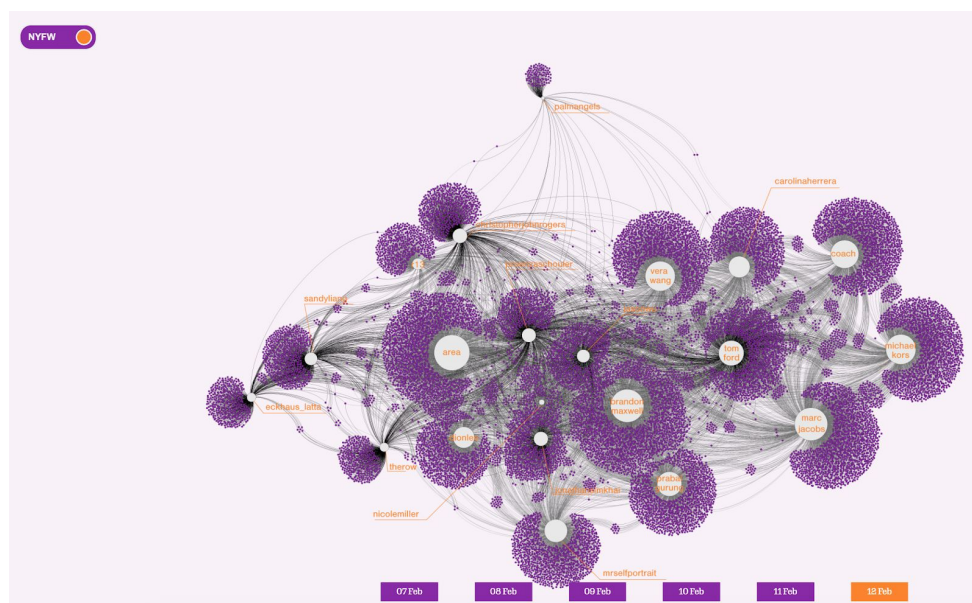 NYFW
palmangels
carolinaherrera
christopherjohnrogers
coach
vera
wang
sandyliang
area
tom
ford
michael
kors
brandon
maxwell
eckhaus_latta
marc
jacobs
dionlee
prabal
gurung
therow
nicolemiller
mrselfportrait
07 Feb
08 Feb
09 Feb
10 Feb
11 Feb
12 Feb